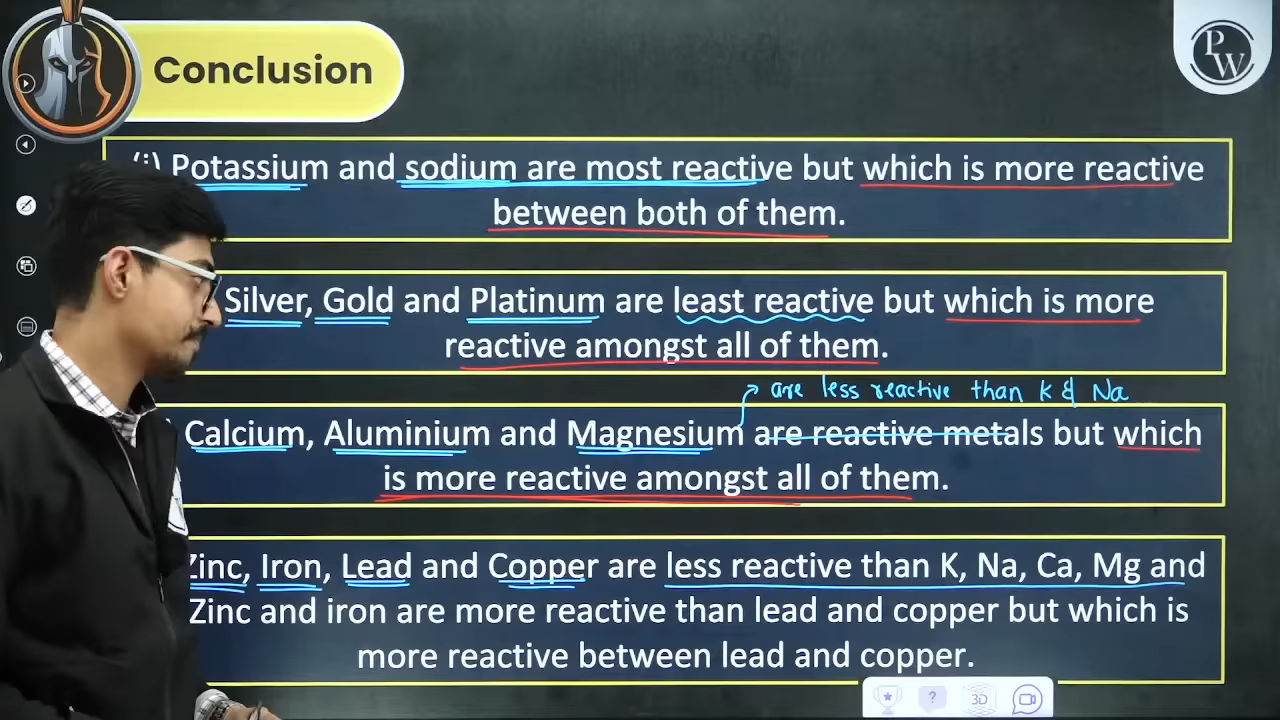 Conclusion
P
W
(i) Potassium and sodium are most reactive but which is more reactive
between both of them.
Silver, Gold and Platinum are least reactive but which is more
reactive amongst all of them.
are less reactive than K & Na
Calcium, Aluminium and Magnesium are reactive metals but which
is more reactive amongst all of them.
Zinc, Iron, Lead and Copper are less reactive than K, Na, Ca, Mg and
Zinc and iron are more reactive than lead and copper but which is
more reactive between lead and copper.
?
3D